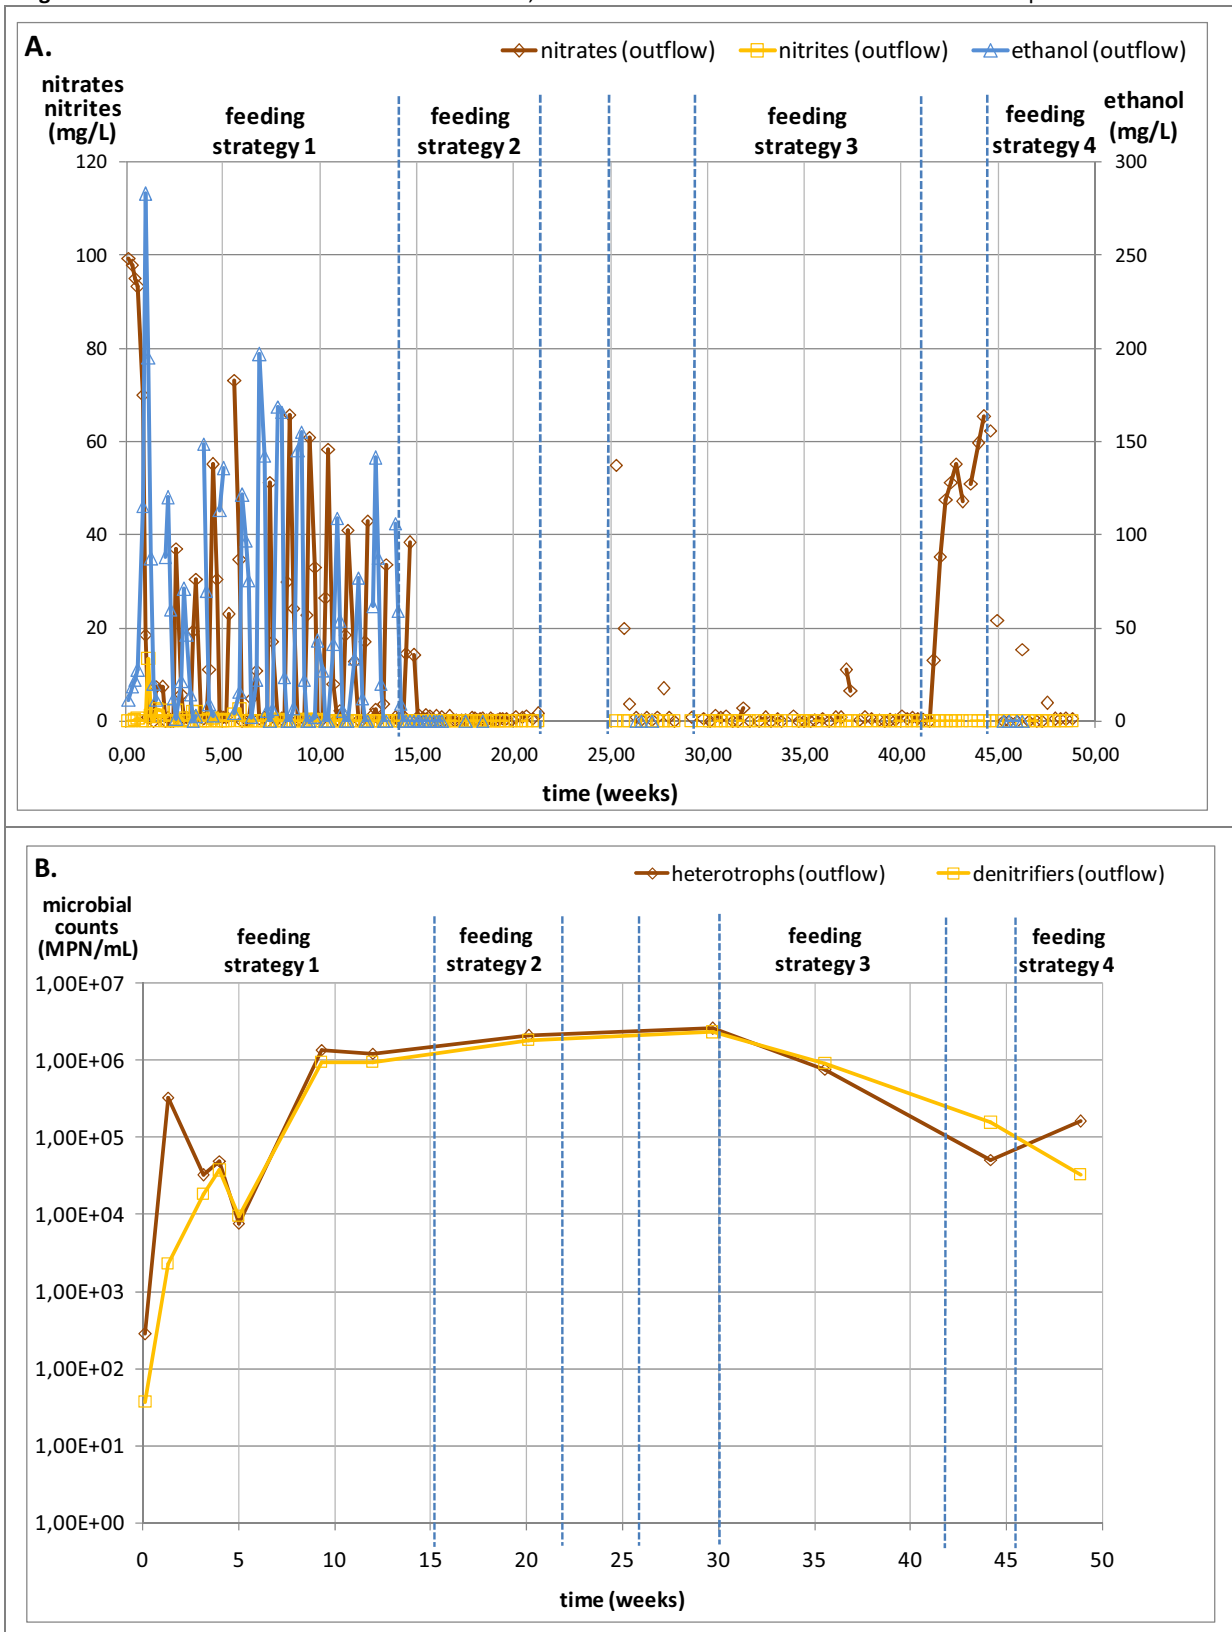 A.
nitrates (outflow) nitrites (outflow) ethanol (outflow)
nitrates
nitrites
(mg/L)
feeding
strategy 1
feeding
strategy 2
feeding
strategy 3
feeding
strategy 4
ethanol
(mg/L)
120
100
80
60
40
20
0
300
250
200
150
100
50
0
0,00 5,00 10,00 15,00 20,00 25,00 30,00 35,00 40,00 45,00 50,00
time (weeks)
B.
heterotrophs (outflow) denitrifiers (outflow)
microbial
counts
(MPN/mL)
feeding
strategy 1
feeding
strategy 2
feeding
strategy 3
feeding
strategy 4
1,00E+07
1,00E+06
1,00E+05
1,00E+04
1,00E+03
1,00E+02
1,00E+01
1,00E+00
0 5 10 15 20 25 30 35 40 45 50
time (weeks)